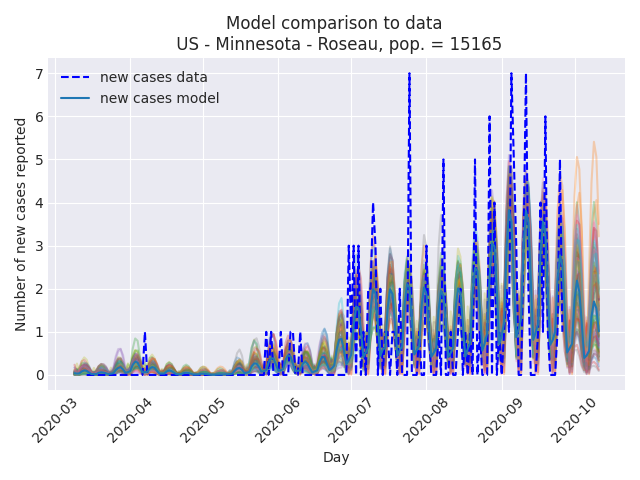 Model comparison to data
US - Minnesota - Roseau, pop. = 15165
new cases data
new cases model
Number of new cases reported
7
6
5
4
3
2
1
0
2020-03
2020-04
2020-05
2020-06
2020-07
2020-08
2020-09
2020-10
Day